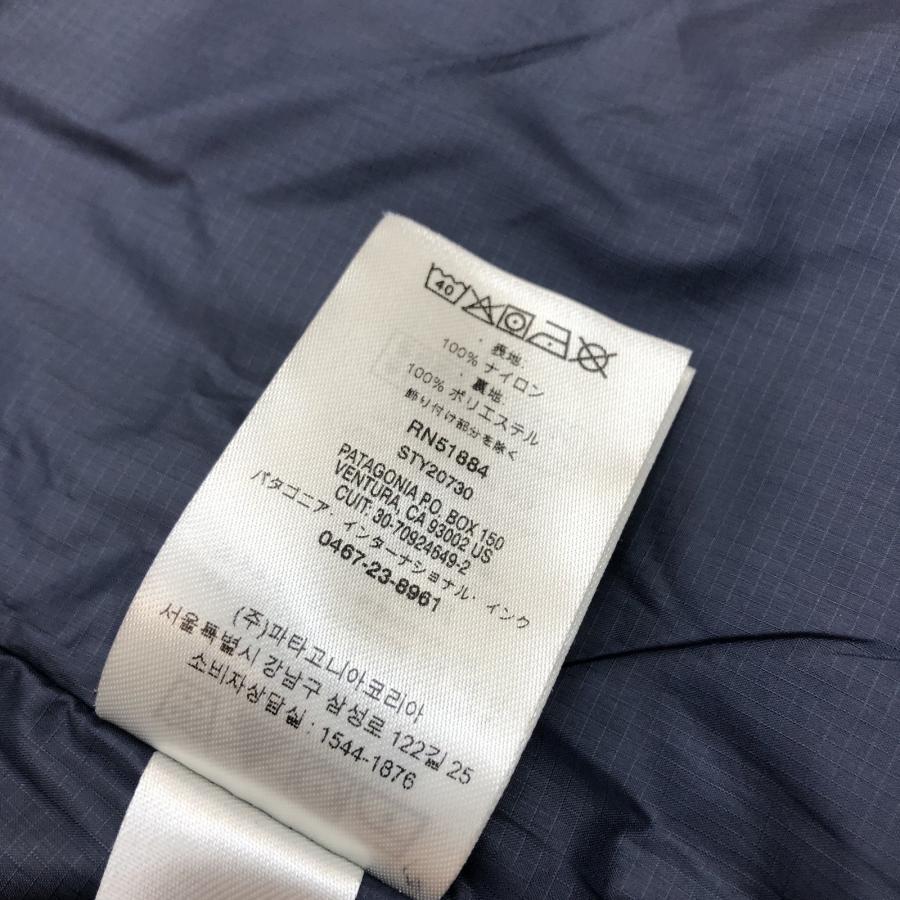 40
・表地.
100% ナイロン
・裏地.
100% ポリエステル
飾り付け部分を除く
RN51884
STY20730
PATAGONIA P.O. BOX 150
VENTURA, CA 93002 US
CUIT. 30-70924649-2
パタゴニア・インターナショナル・インク
0467-23-8961
(주)파타고니아코리아
서울특별시 강남구 삼성로 122길 25
소비자상담실 : 1544-1876